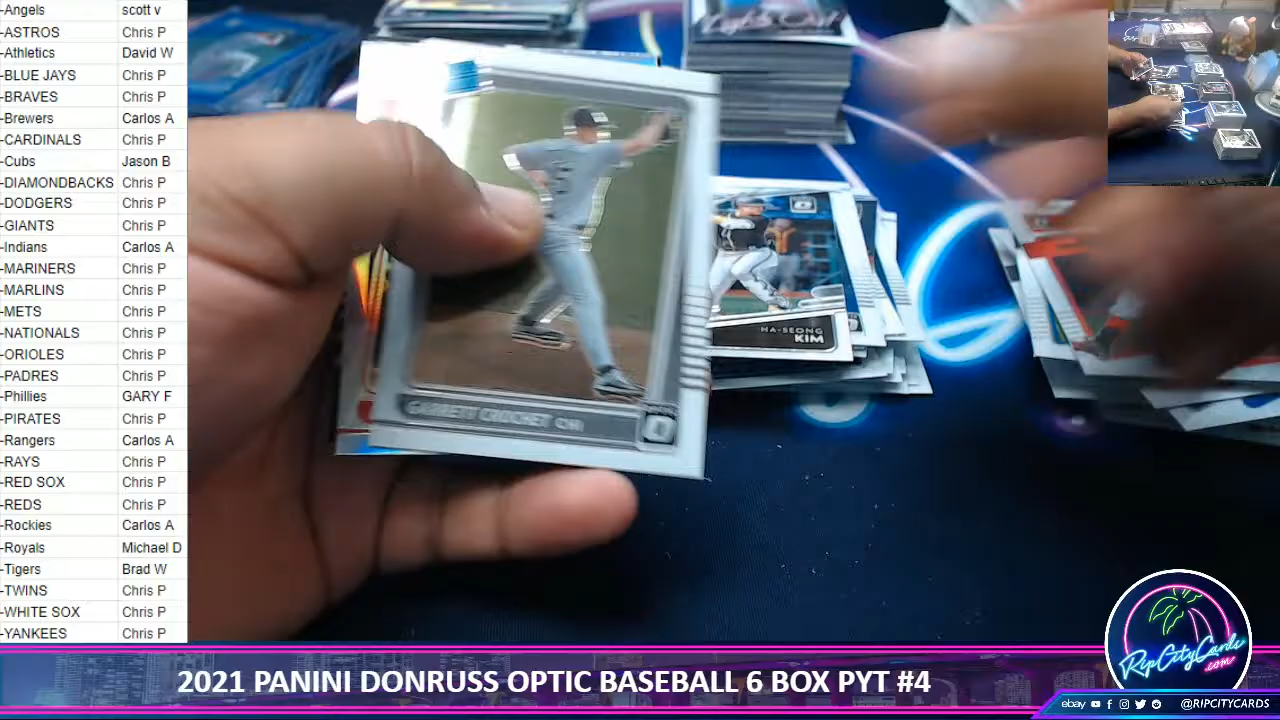 -Angels scott v
-ASTROS Chris P
-Athletics David W
-BLUE JAYS Chris P
-BRAVES Chris P
-Brewers Carlos A
-CARDINALS Chris P
-Cubs Jason B
-DIAMONDBACKS Chris P
-DODGERS Chris P
-GIANTS Chris P
-Indians Carlos A
-MARINERS Chris P
-MARLINS Chris P
-METS Chris P
-NATIONALS Chris P
-ORIOLES Chris P
-PADRES Chris P
-Phillies GARY F
-PIRATES Chris P
-Rangers Carlos A
-RAYS Chris P
-RED SOX Chris P
-REDS Chris P
-Rockies Carlos A
-Royals Michael D
-Tigers Brad W
-TWINS Chris P
-WHITE SOX Chris P
-YANKEES Chris P
HA-SEONG
KIM
GARRETT CROCHET CHI
2021 PANINI DONRUSS OPTIC BASEBALL 6 BOX PYT #4
RipCityCards
.com
ebay @RIPCITYCARDS